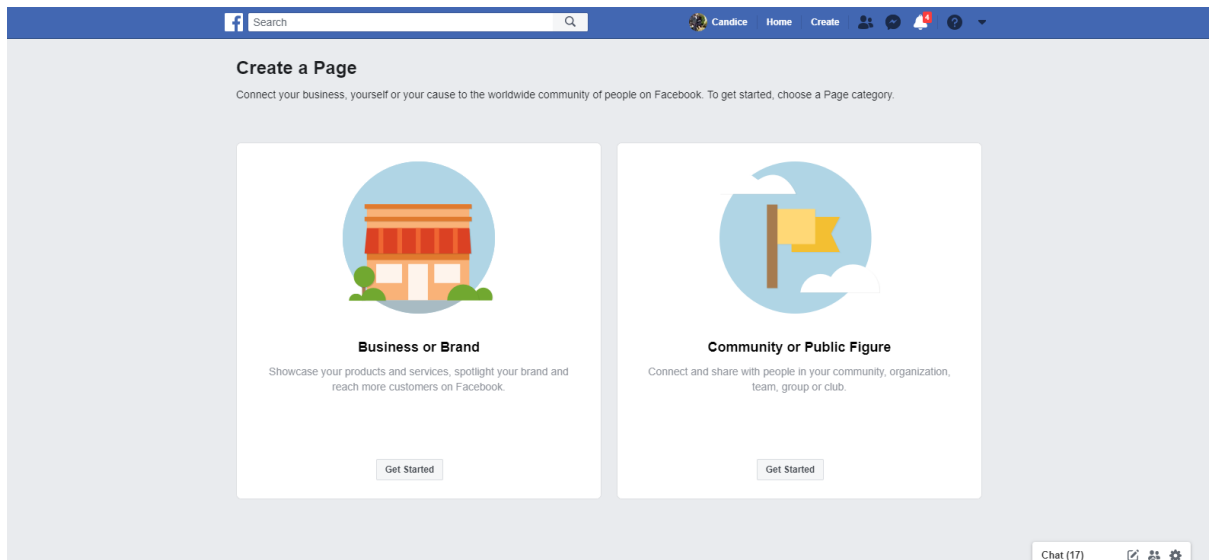 f Search Candice Home Create 4 ?
Create a Page
Connect your business, yourself or your cause to the worldwide community of people on Facebook. To get started, choose a Page category.
Business or Brand
Showcase your products and services, spotlight your brand and
reach more customers on Facebook.
Get Started
Community or Public Figure
Connect and share with people in your community, organization,
team, group or club.
Get Started
Chat (17)